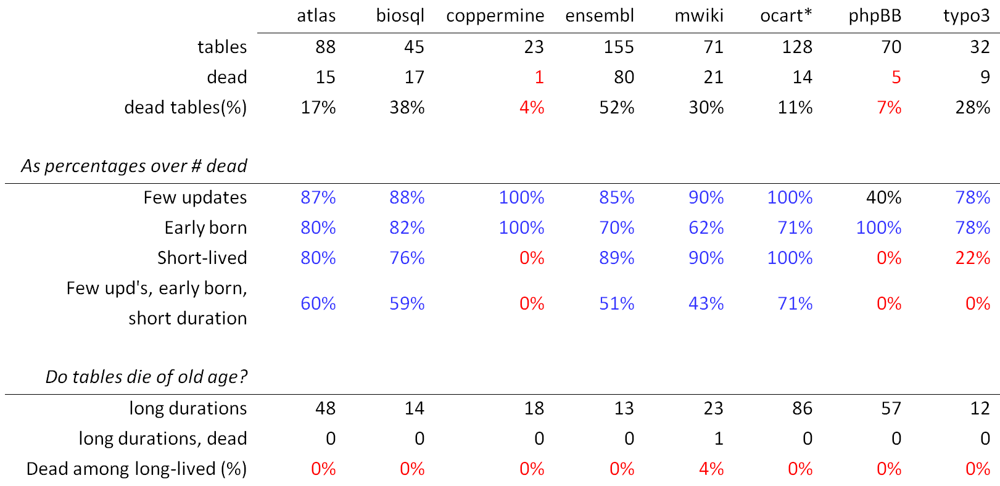 atlas biosql coppermine ensembl mwiki ocart* phpBB typo3
tables 88 45 23 155 71 128 70 32
dead 15 17 1 80 21 14 5 9
dead tables(%) 17% 38% 4% 52% 30% 11% 7% 28%
As percentages over # dead
Few updates 87% 88% 100% 85% 90% 100% 40% 78%
Early born 80% 82% 100% 70% 62% 71% 100% 78%
Short-lived 80% 76% 0% 89% 90% 100% 0% 22%
Few upd's, early born,
short duration 60% 59% 0% 51% 43% 71% 0% 0%
Do tables die of old age?
long durations 48 14 18 13 23 86 57 12
long durations, dead 0 0 0 0 1 0 0 0
Dead among long-lived (%) 0% 0% 0% 0% 4% 0% 0% 0%